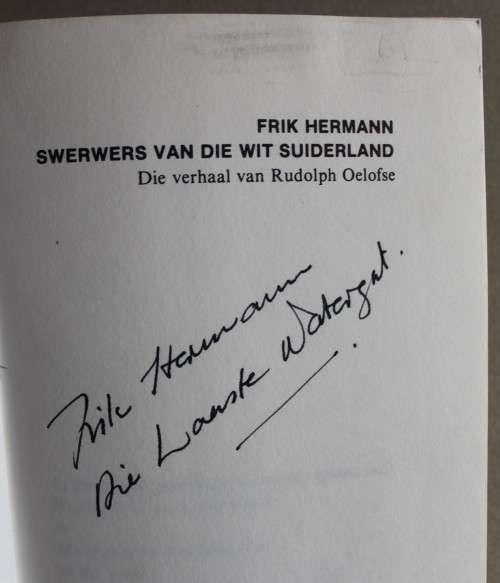 FRIK HERMANN
SWERWERS VAN DIE WIT SUIDERLAND
Die verhaal van Rudolph Oelofse
Frik Hermann
Die Laaste Watergat.